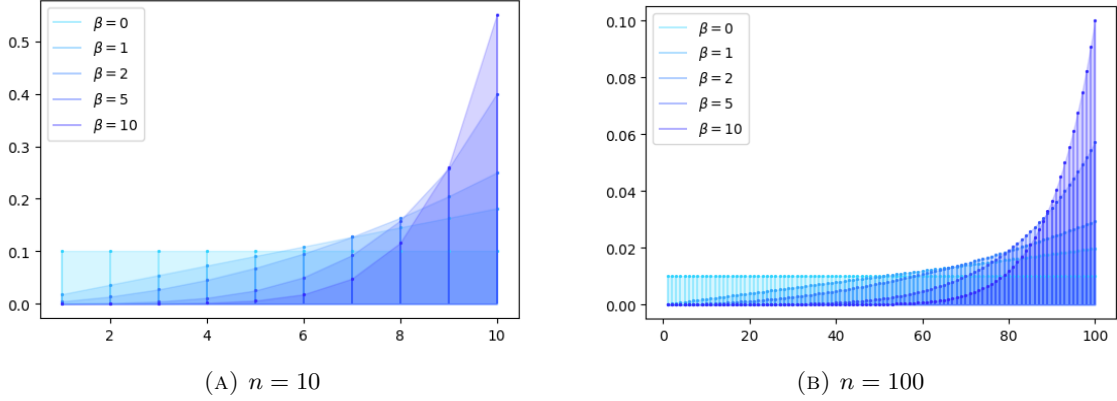 0.5
0.4
0.3
0.2
0.1
0.0
2 4 6 8 10
β = 0
β = 1
β = 2
β = 5
β = 10
(A) n = 10
0.10
0.08
0.06
0.04
0.02
0.00
0 20 40 60 80 100
β = 0
β = 1
β = 2
β = 5
β = 10
(B) n = 100